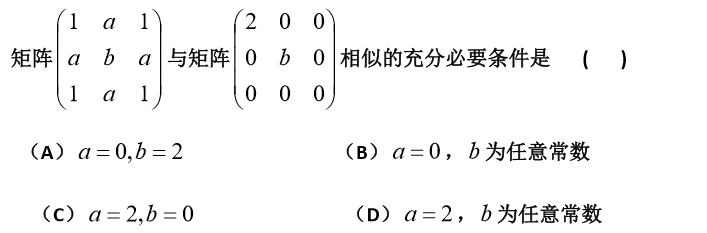 矩阵 \begin{pmatrix} 1 & a & 1 \\ a & b & a \\ 1 & a & 1 \end{pmatrix} 与矩阵 \begin{pmatrix} 2 & 0 & 0 \\ 0 & b & 0 \\ 0 & 0 & 0 \end{pmatrix} 相似的充分必要条件是 ( )
（A）a = 0, b = 2 （B）a = 0，b 为任意常数
（C）a = 2, b = 0 （D）a = 2，b 为任意常数